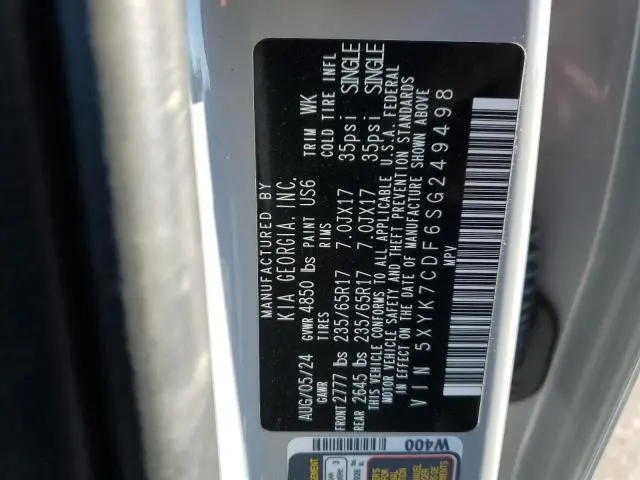 MANUFACTURED BY
KIA GEORGIA, INC.
AUG/05/24 GVWR 4850 lbs PAINT US6 TRIM WK
GAWR TIRES RIMS COLD TIRE INFL
FRONT 2777 lbs 235/65R17 7.0JX17 35psi SINGLE
REAR 2645 lbs 235/65R17 7.0JX17 35psi SINGLE
THIS VEHICLE CONFORMS TO ALL APPLICABLE U.S.A. FEDERAL
MOTOR VEHICLE SAFETY AND THEFT PREVENTION STANDARDS
IN EFFECT ON THE DATE OF MANUFACTURE SHOWN ABOVE
VIN 5XYK7CDF6SG249498
MPV
W400